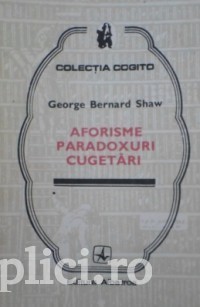 COLECȚIA COGITO
George Bernard Shaw
AFORISME
PARADOXURI
CUGETĂRI
plici.ro